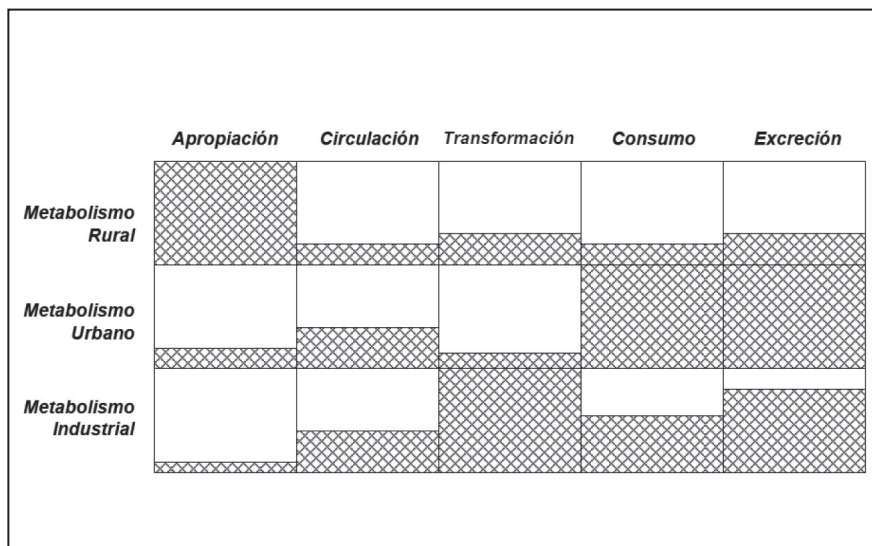 Apropiación Circulación Transformación Consumo Excreción
Metabolismo
Rural
Metabolismo
Urbano
Metabolismo
Industrial